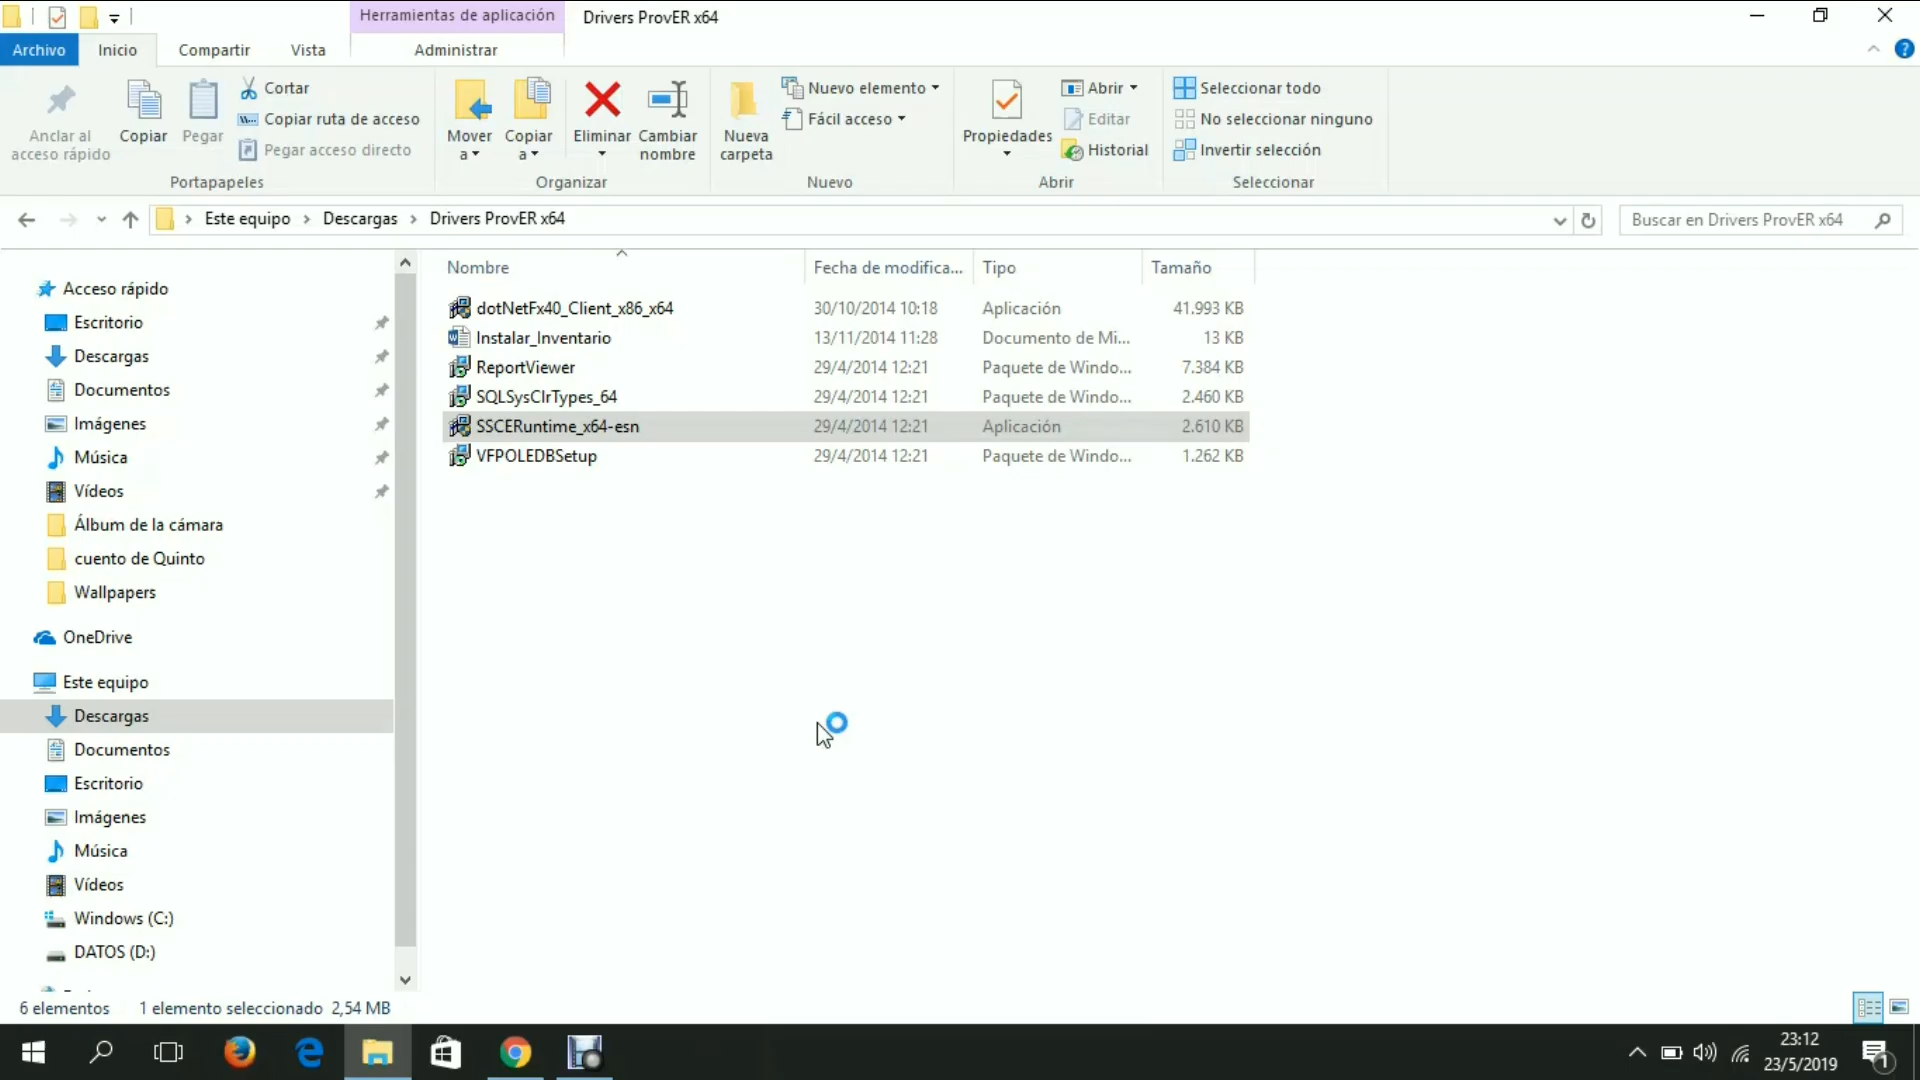 Herramientas de aplicación
Drivers ProvER x64
Archivo
Inicio
Compartir
Vista
Administrar
Anclar al
acceso rápido
Copiar
Pegar
Cortar
Copiar ruta de acceso
Pegar acceso directo
Portapapeles
Mover
a
Copiar
a
Eliminar
Cambiar
nombre
Organizar
Nueva
carpeta
Nuevo elemento
Fácil acceso
Nuevo
Propiedades
Abrir
Editar
Historial
Abrir
Seleccionar todo
No seleccionar ninguno
Invertir selección
Seleccionar
Este equipo
Descargas
Drivers ProvER x64
Buscar en Drivers ProvER x64
Acceso rápido
Escritorio
Descargas
Documentos
Imágenes
Música
Vídeos
Álbum de la cámara
cuento de Quinto
Wallpapers
OneDrive
Este equipo
Descargas
Documentos
Escritorio
Imágenes
Música
Vídeos
Windows (C:)
DATOS (D:)
Nombre Fecha de modifica... Tipo Tamaño
dotNetFx40_Client_x86_x64 30/10/2014 10:18 Aplicación 41.993 KB
Instalar_Inventario 13/11/2014 11:28 Documento de Mi... 13 KB
ReportViewer 29/4/2014 12:21 Paquete de Windo... 7.384 KB
SQLSysClrTypes_64 29/4/2014 12:21 Paquete de Windo... 2.460 KB
SSCERuntime_x64-esn 29/4/2014 12:21 Aplicación 2.610 KB
VFPOLEDBSetup 29/4/2014 12:21 Paquete de Windo... 1.262 KB
6 elementos 1 elemento seleccionado 2,54 MB
23:12
23/5/2019
1